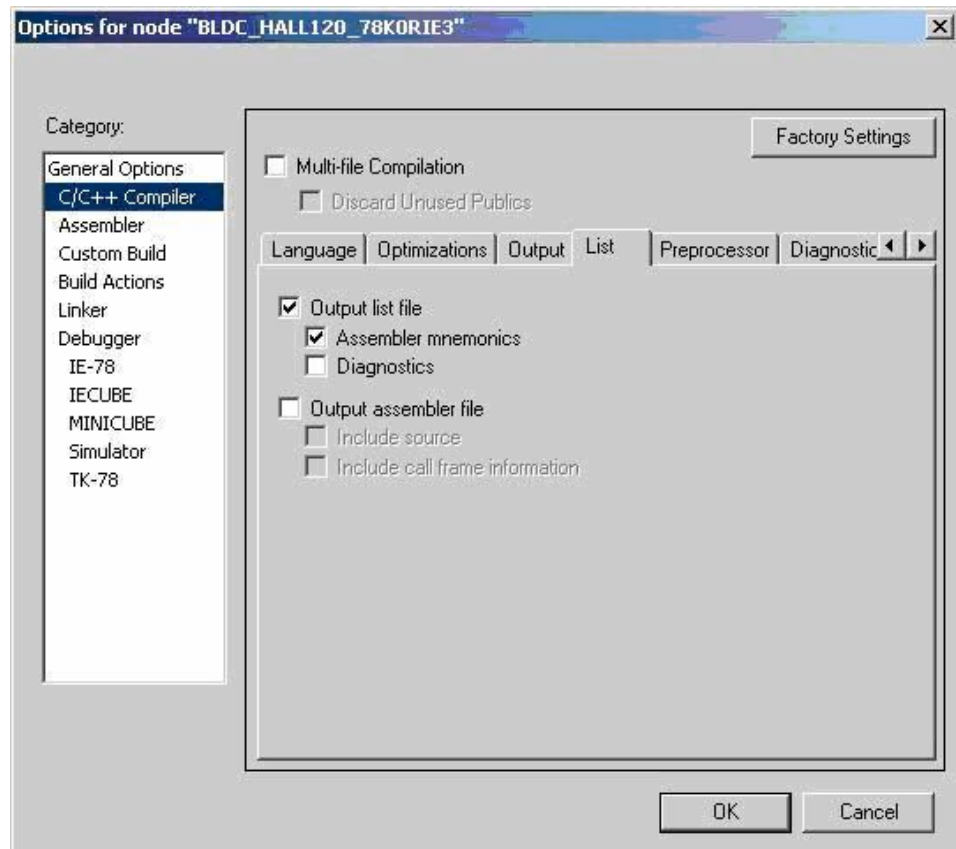 Options for node "BLDC_HALL120_78K0RIE3"
Category:
General Options
C/C++ Compiler
Assembler
Custom Build
Build Actions
Linker
Debugger
IE-78
IECUBE
MINICUBE
Simulator
TK-78
Factory Settings
Multi-file Compilation
Discard Unused Publics
Language Optimizations Output List Preprocessor Diagnostic
Output list file
Assembler mnemonics
Diagnostics
Output assembler file
Include source
Include call frame information
OK Cancel